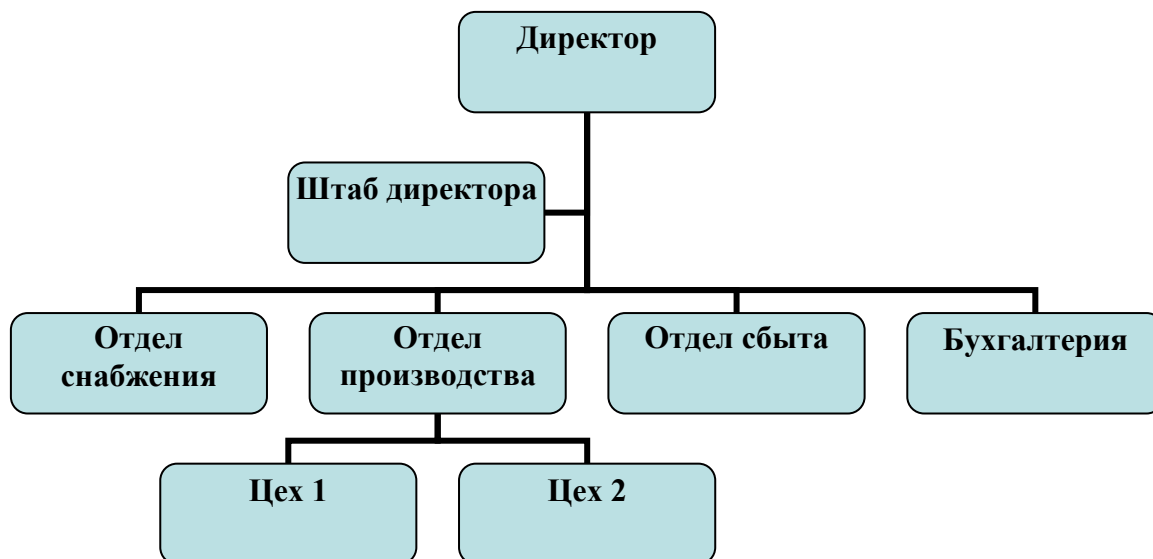 Директор
Штаб директора
Отдел
снабжения
Отдел
производства
Отдел сбыта
Бухгалтерия
Цех 1
Цех 2